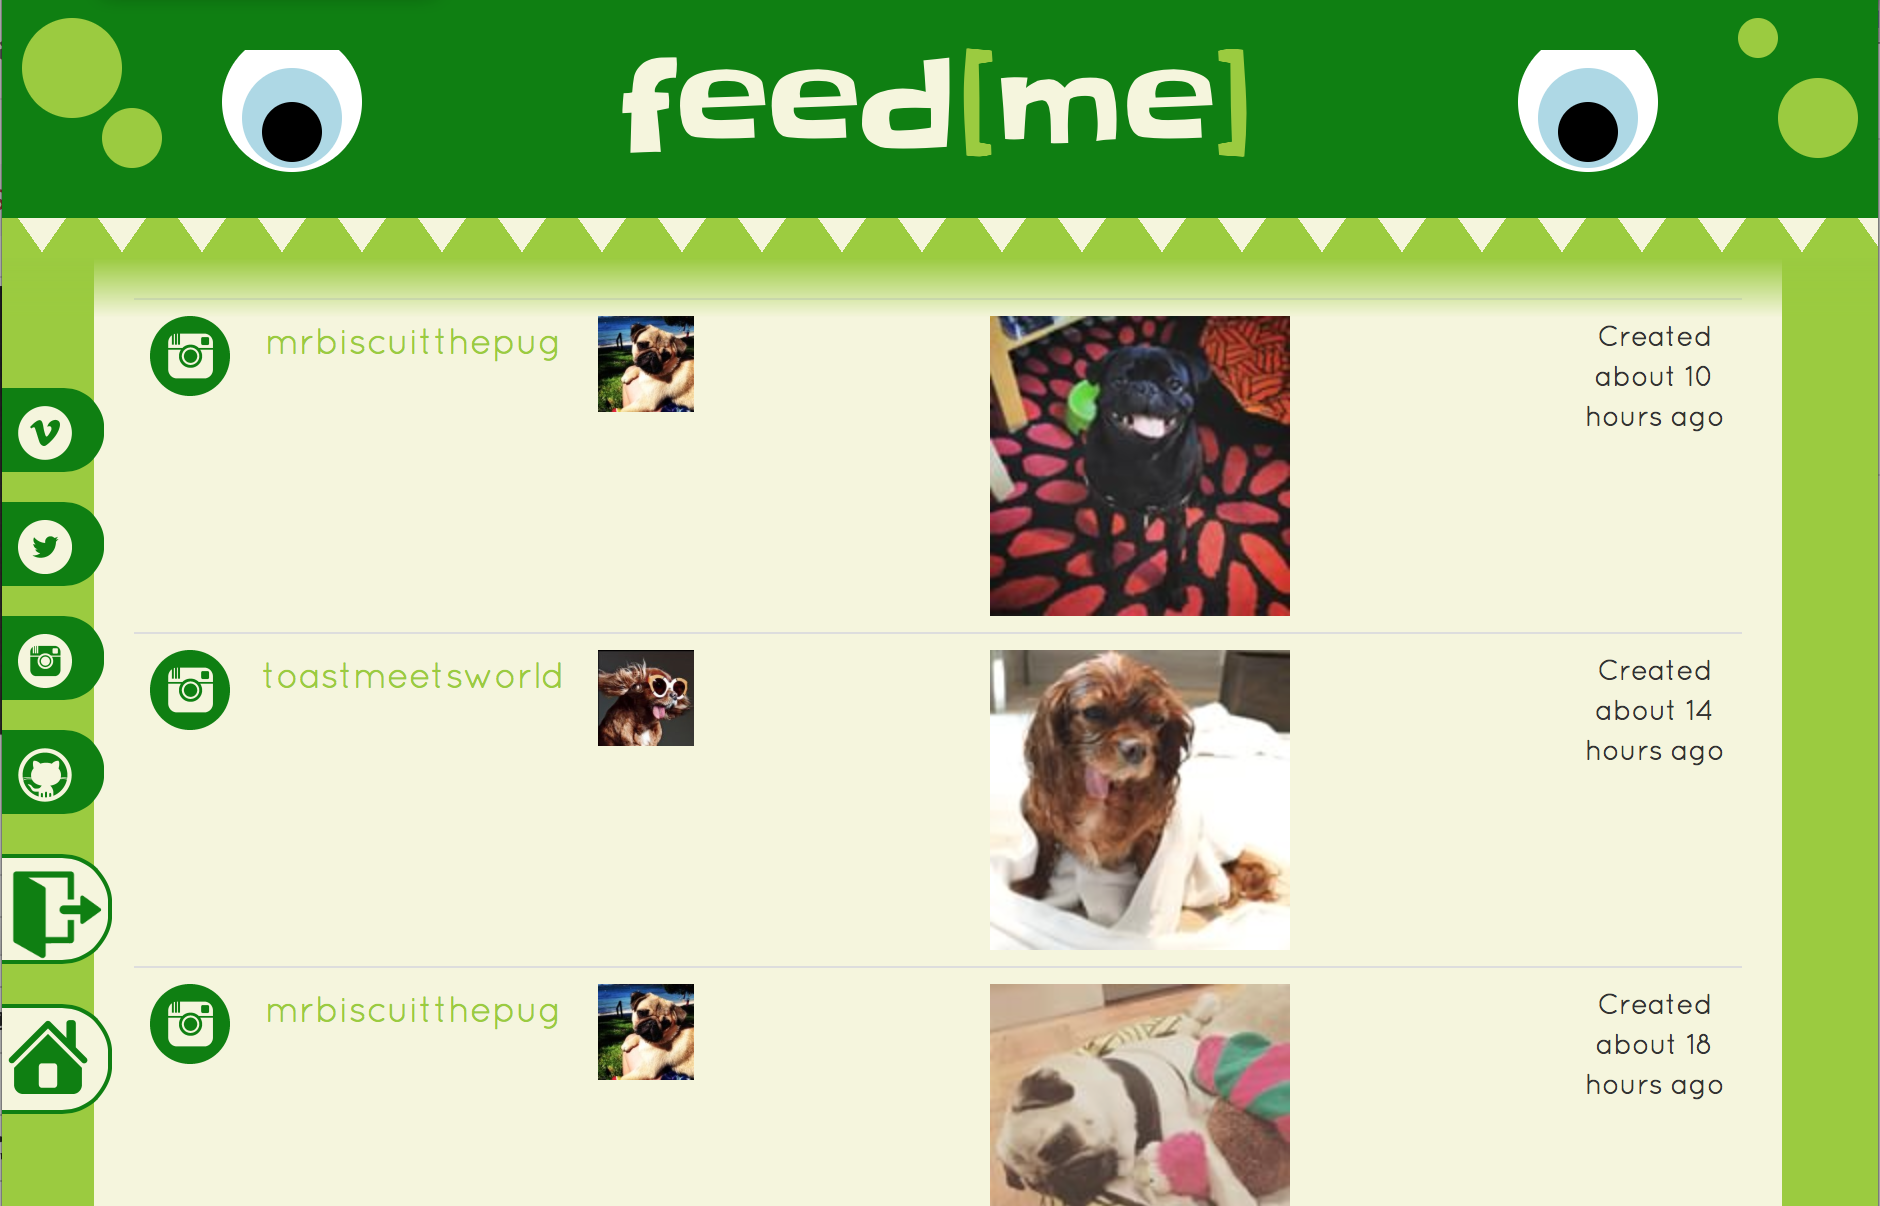 feed[me]
mrbiscuitthepug
Created
about 10
hours ago
toastmeetsworld
Created
about 14
hours ago
mrbiscuitthepug
Created
about 18
hours ago